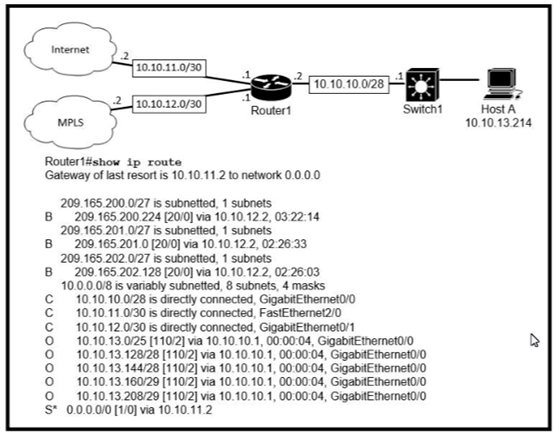 Internet
.2
10.10.11.0/30
.1
.2
10.10.10.0/28
.1
.2
10.10.12.0/30
.1
Router1
Switch1
Host A
MPLS
10.10.13.214
Router1#show ip route
Gateway of last resort is 10.10.11.2 to network 0.0.0.0
209.165.200.0/27 is subnetted, 1 subnets
B 209.165.200.224 [20/0] via 10.10.12.2, 03:22:14
209.165.201.0/27 is subnetted, 1 subnets
B 209.165.201.0 [20/0] via 10.10.12.2, 02:26:33
209.165.202.0/27 is subnetted, 1 subnets
B 209.165.202.128 [20/0] via 10.10.12.2, 02:26:03
10.0.0.0/8 is variably subnetted, 8 subnets, 4 masks
C 10.10.10.0/28 is directly connected, GigabitEthernet0/0
C 10.10.11.0/30 is directly connected, FastEthernet2/0
C 10.10.12.0/30 is directly connected, GigabitEthernet0/1
O 10.10.13.0/25 [110/2] via 10.10.10.1, 00:00:04, GigabitEthernet0/0
O 10.10.13.128/28 [110/2] via 10.10.10.1, 00:00:04, GigabitEthernet0/0
O 10.10.13.144/28 [110/2] via 10.10.10.1, 00:00:04, GigabitEthernet0/0
O 10.10.13.160/29 [110/2] via 10.10.10.1, 00:00:04, GigabitEthernet0/0
O 10.10.13.208/29 [110/2] via 10.10.10.1, 00:00:04, GigabitEthernet0/0
S* 0.0.0.0/0 [1/0] via 10.10.11.2